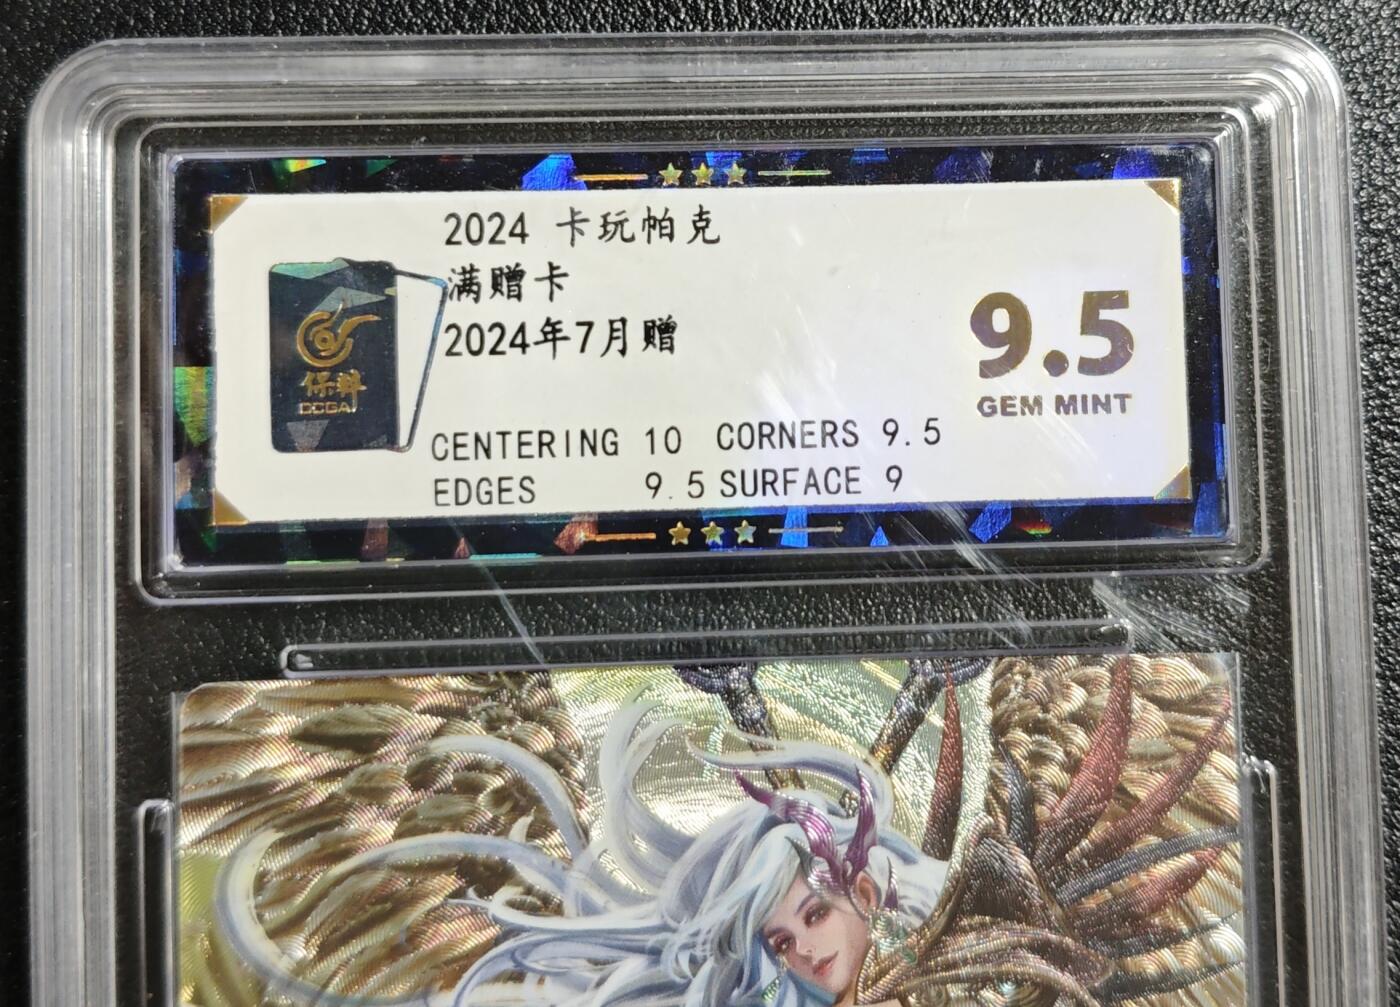 2024 卡玩帕克
满赠卡
2024年7月赠
保粹
CCGA
9.5
GEM MINT
CENTERING 10 CORNERS 9.5
EDGES 9.5 SURFACE 9